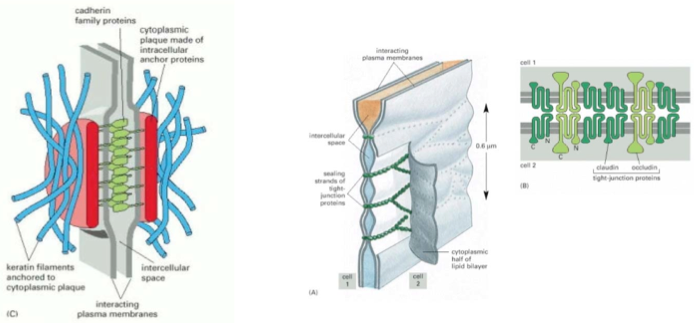 cadherin
family proteins
cytoplasmic
plaque made of
intracellular
anchor proteins
keratin filaments
anchored to
cytoplasmic plaque
intercellular
space
interacting
plasma membranes
(C)
interacting
plasma membranes
intercellular
space
sealing
strands of
tight-
junction
proteins
0.6 µm
cytoplasmic
half of
lipid bilayer
cell
1
cell
2
(A)
cell 1
N
C
N
C
cell 2
claudin
occludin
tight-junction proteins
(B)